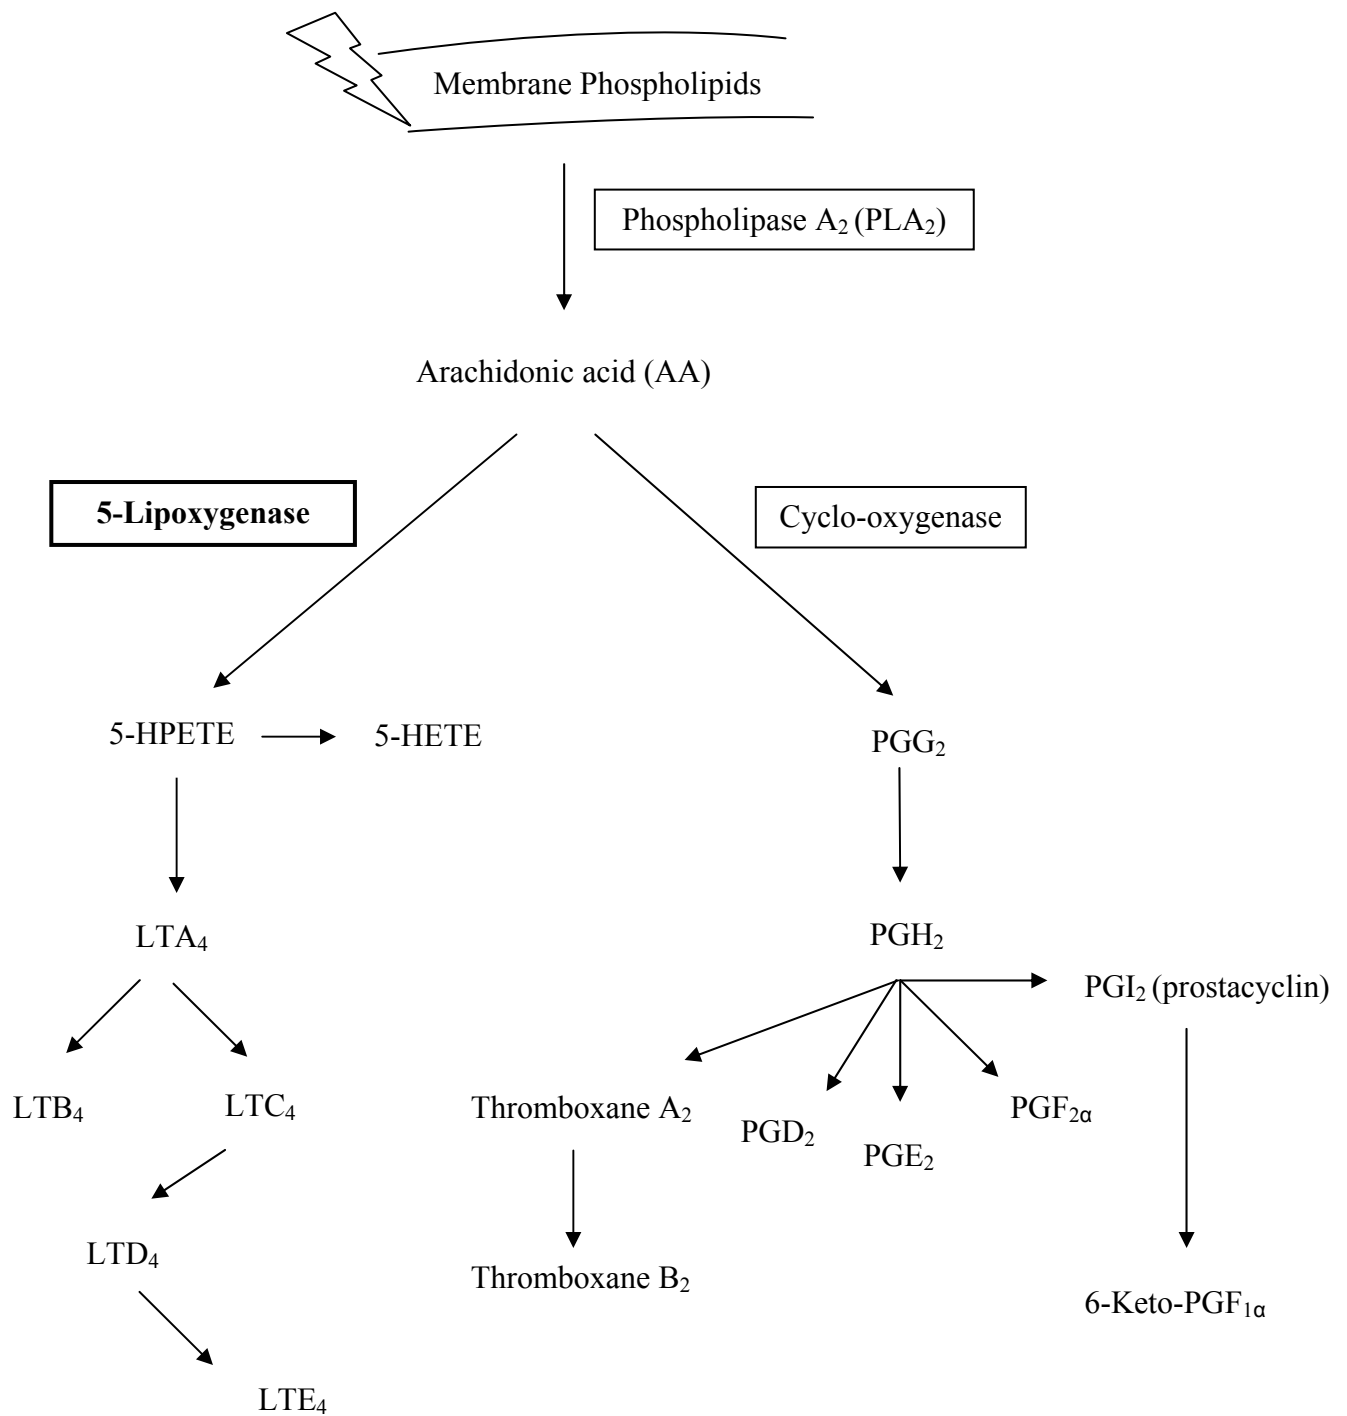 Membrane Phospholipids
Phospholipase A₂ (PLA₂)
Arachidonic acid (AA)
5-Lipoxygenase
Cyclo-oxygenase
5-HPETE
5-HETE
PGG₂
LTA₄
PGH₂
PGI₂ (prostacyclin)
LTB₄
LTC₄
Thromboxane A₂
PGD₂
PGE₂
PGF₂α
LTD₄
Thromboxane B₂
6-Keto-PGF₁α
LTE₄